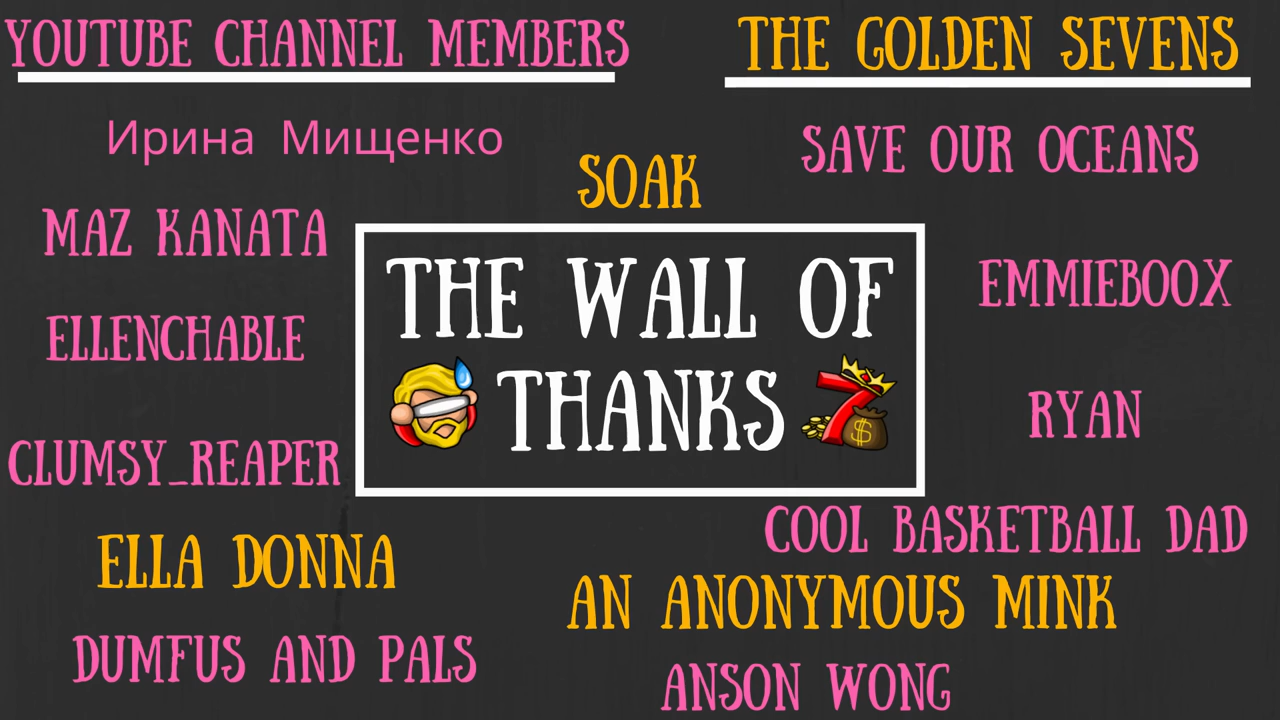 YOUTUBE CHANNEL MEMBERS
THE GOLDEN SEVENS
Ирина Мищенко
SAVE OUR OCEANS
SOAK
MAZ KANATA
EMMIEBOOX
THE WALL OF
THANKS
ELLENCHABLE
RYAN
CLUMSY_REAPER
COOL BASKETBALL DAD
ELLA DONNA
AN ANONYMOUS MINK
DUMFUS AND PALS
ANSON WONG